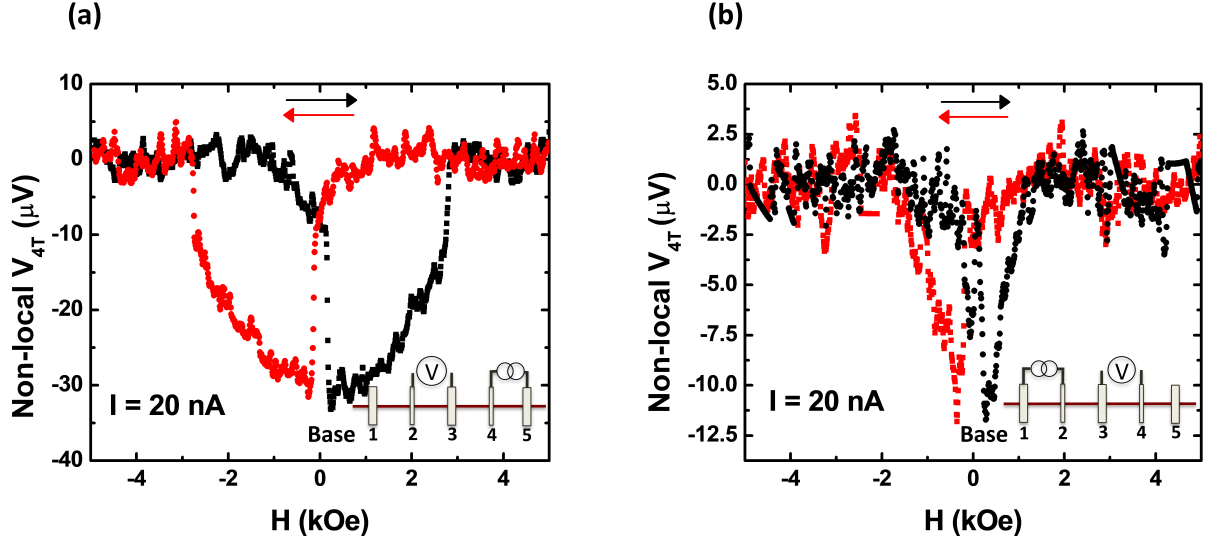 (a)
10
0
-10
-20
-30
-40
Non-local V4T (μV)
-4 -2 0 2 4
H (kOe)
I = 20 nA
V
Base 1 2 3 4 5
(b)
5.0
2.5
0.0
-2.5
-5.0
-7.5
-10.0
-12.5
Non-local V4T (μV)
-4 -2 0 2 4
H (kOe)
I = 20 nA
V
Base 1 2 3 4 5